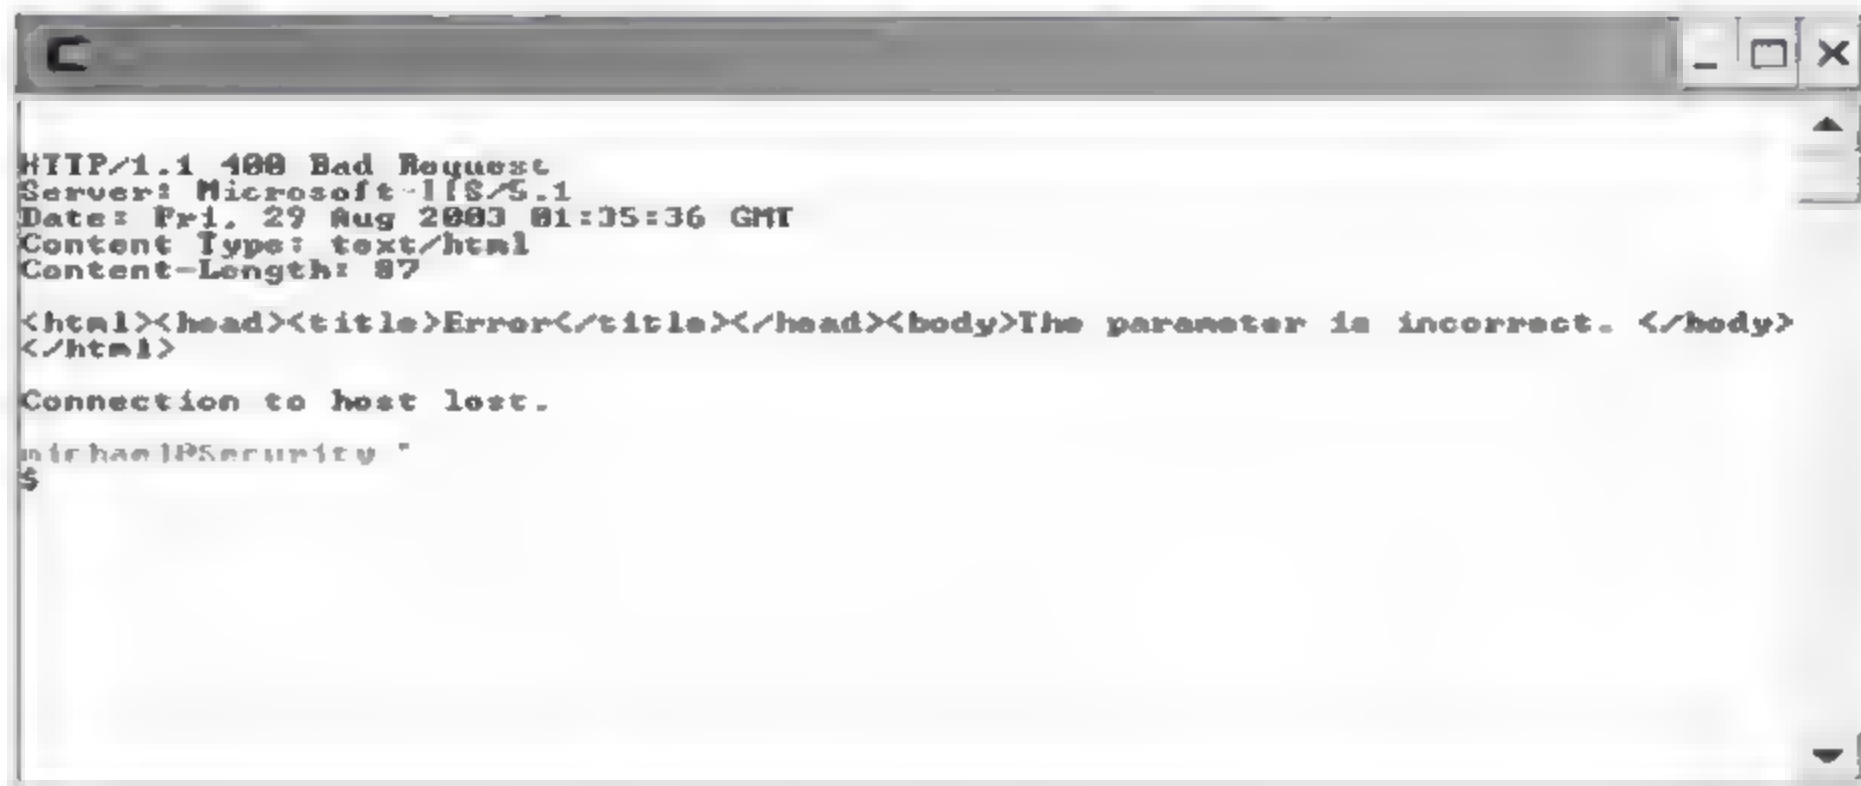 HTTP/1.1 400 Bad Request
Server: Microsoft-IIS/5.1
Date: Fri, 29 Aug 2003 01:35:36 GMT
Content Type: text/html
Content-Length: 87
<html><head><title>Error</title></head><body>The parameter is incorrect. </body>
</html>
Connection to host lost.
michael@Security ~
$